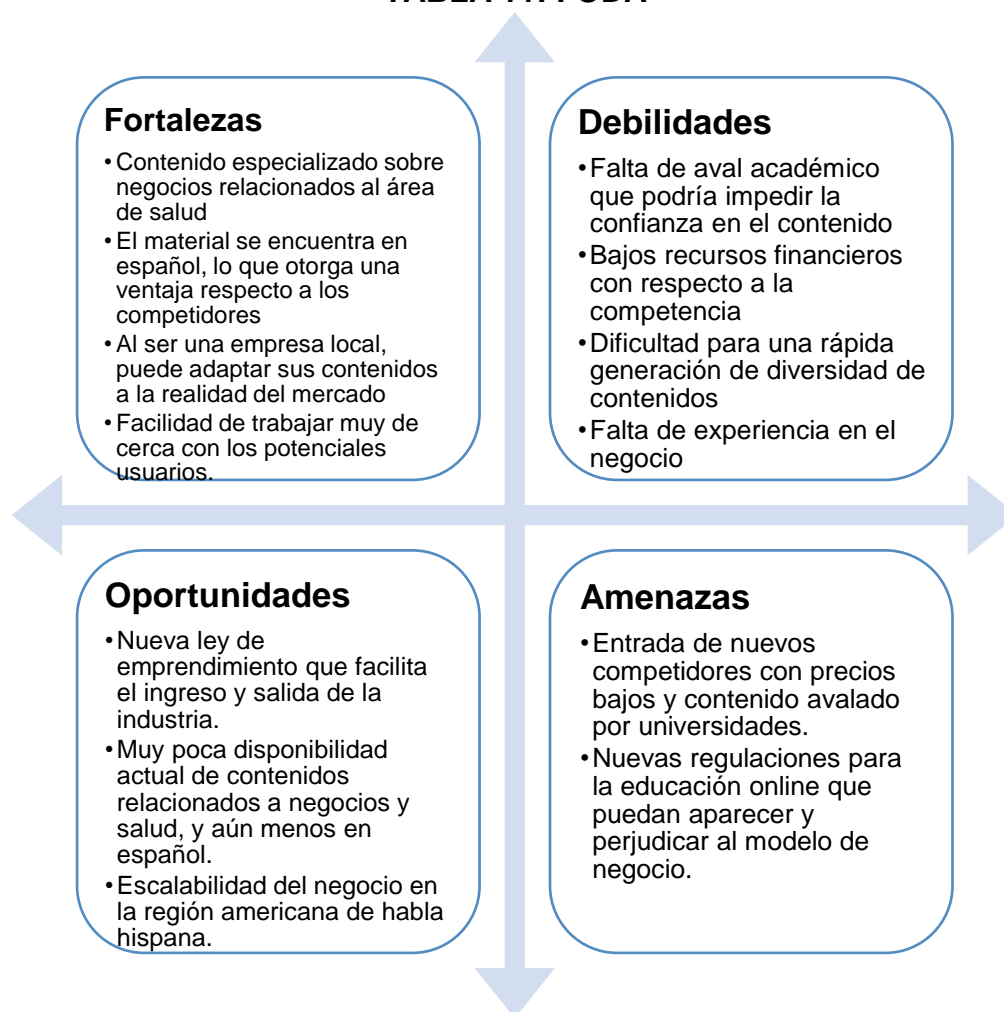 Fortalezas
• Contenido especializado sobre
negocios relacionados al área
de salud
• El material se encuentra en
español, lo que otorga una
ventaja respecto a los
competidores
• Al ser una empresa local,
puede adaptar sus contenidos
a la realidad del mercado
• Facilidad de trabajar muy de
cerca con los potenciales
usuarios.
Debilidades
• Falta de aval académico
que podría impedir la
confianza en el contenido
• Bajos recursos financieros
con respecto a la
competencia
• Dificultad para una rápida
generación de diversidad de
contenidos
• Falta de experiencia en el
negocio
Oportunidades
• Nueva ley de
emprendimiento que facilita
el ingreso y salida de la
industria.
• Muy poca disponibilidad
actual de contenidos
relacionados a negocios y
salud, y aún menos en
español.
• Escalabilidad del negocio en
la región americana de habla
hispana.
Amenazas
• Entrada de nuevos
competidores con precios
bajos y contenido avalado
por universidades.
• Nuevas regulaciones para
la educación online que
puedan aparecer y
perjudicar al modelo de
negocio.